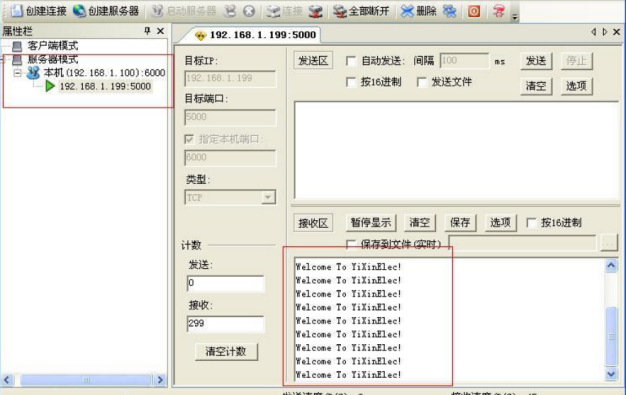 创建连接 创建服务器 启动服务器 连接 全部断开 删除
属性栏
客户端模式
服务器模式
本机(192.168.1.100):6000
192.168.1.199:5000
192.168.1.199:5000
目标IP:
192.168.1.199
目标端口:
5000
指定本机端口:
6000
类型:
TCP
计数
发送:
0
接收:
299
清空计数
发送区 自动发送: 间隔 100 ms 发送 停止
按16进制 发送文件 清空 选项
接收区 暂停显示 清空 保存 选项 按16进制
保存到文件(实时)
Welcome To YiXinElec!
Welcome To YiXinElec!
Welcome To YiXinElec!
Welcome To YiXinElec!
Welcome To YiXinElec!
Welcome To YiXinElec!
Welcome To YiXinElec!
Welcome To YiXinElec!
Welcome To YiXinElec!